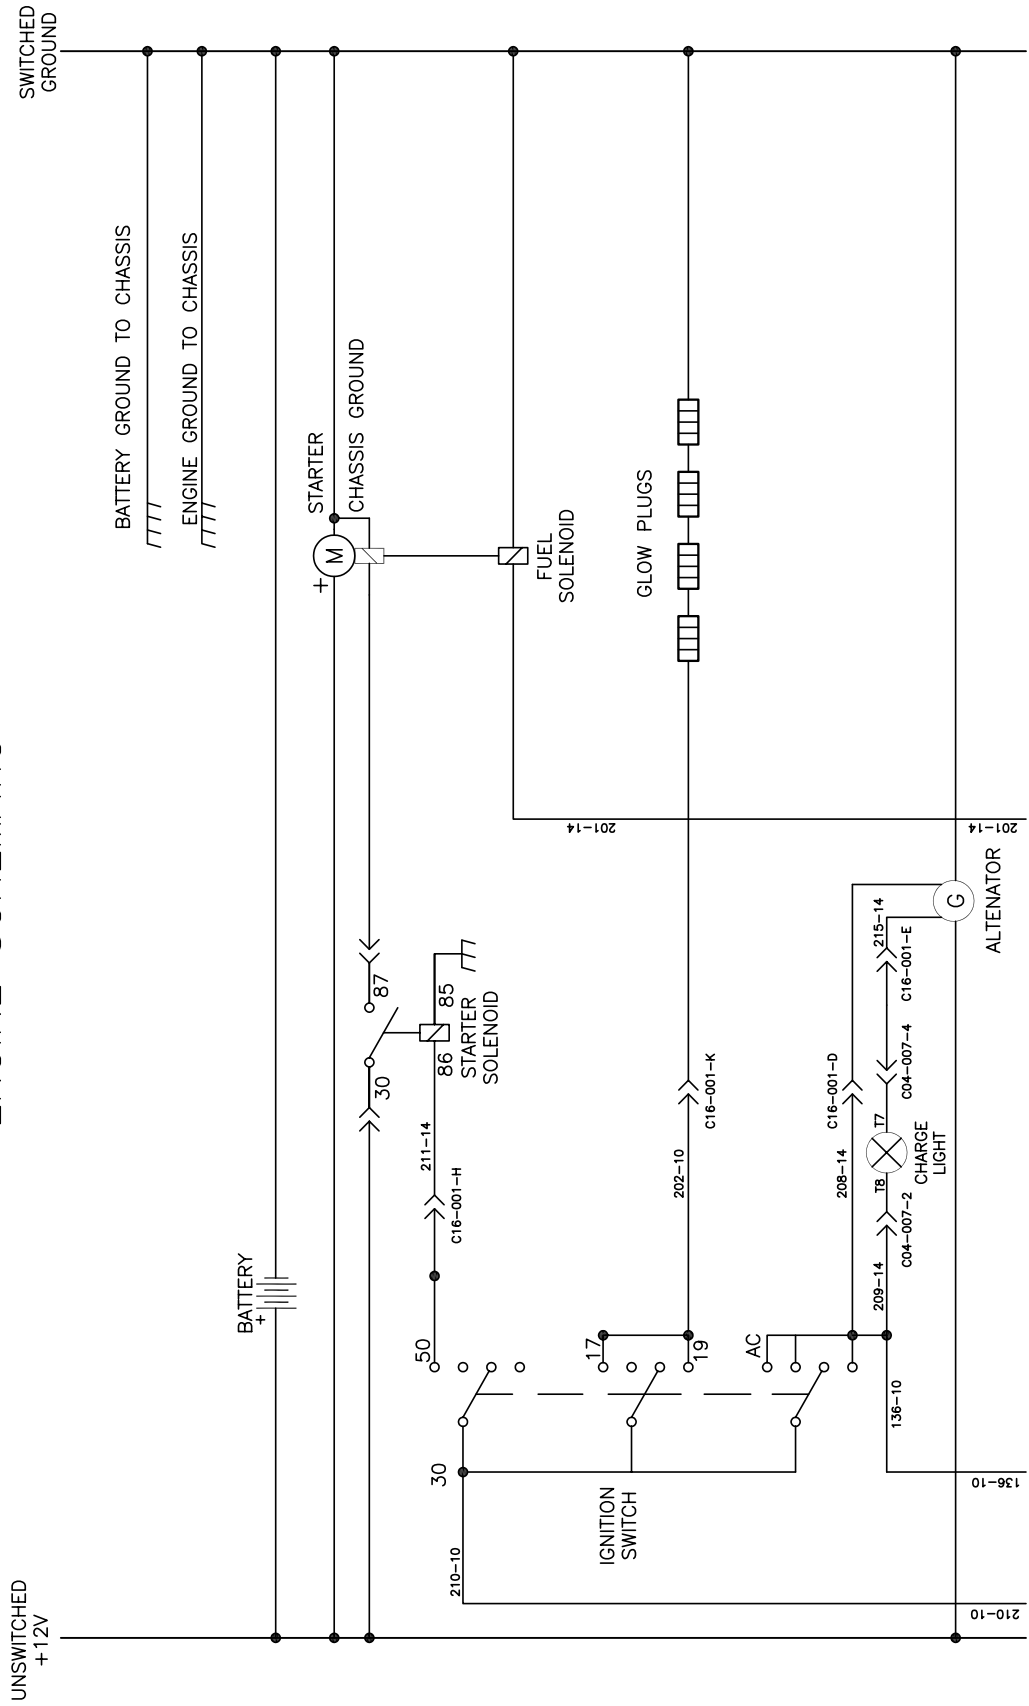 UNSWITCHED
+12V
SWITCHED
GROUND
BATTERY GROUND TO CHASSIS
ENGINE GROUND TO CHASSIS
BATTERY
+
STARTER
+
M
CHASSIS GROUND
30
87
86
85
STARTER
SOLENOID
50
C16-001-H
211-14
FUEL
SOLENOID
201-14
201-14
30
210-10
210-10
IGNITION
SWITCH
17
19
202-10
C16-001-K
GLOW PLUGS
AC
208-14
C16-001-D
136-10
136-10
209-14
C04-007-2
T8
T7
CHARGE
LIGHT
C04-007-4
C16-001-E
215-14
G
ALTENATOR